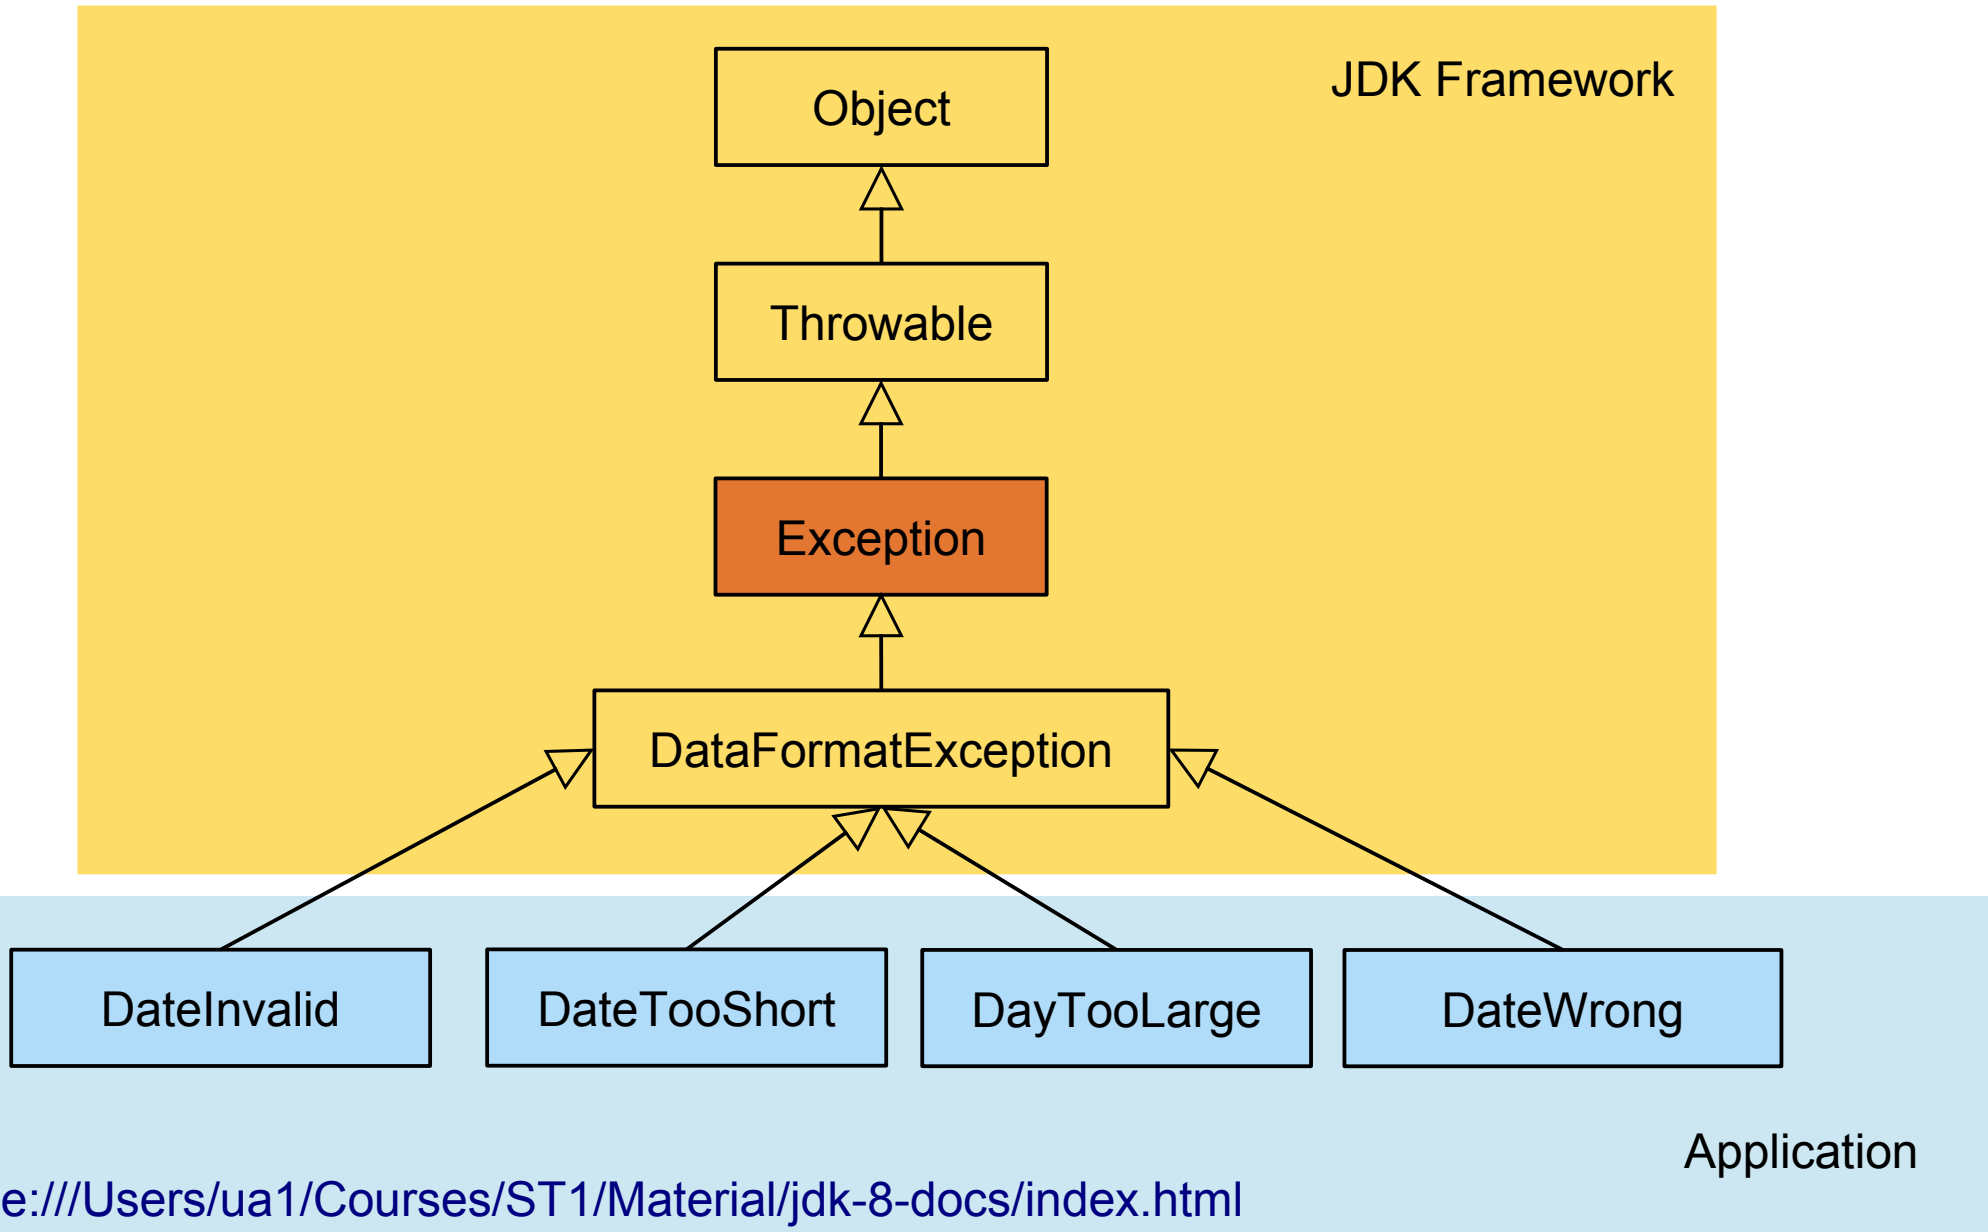 JDK Framework
Object
Throwable
Exception
DataFormatException
DateInvalid
DateTooShort
DayTooLarge
DateWrong
Application
e:///Users/ua1/Courses/ST1/Material/jdk-8-docs/index.html